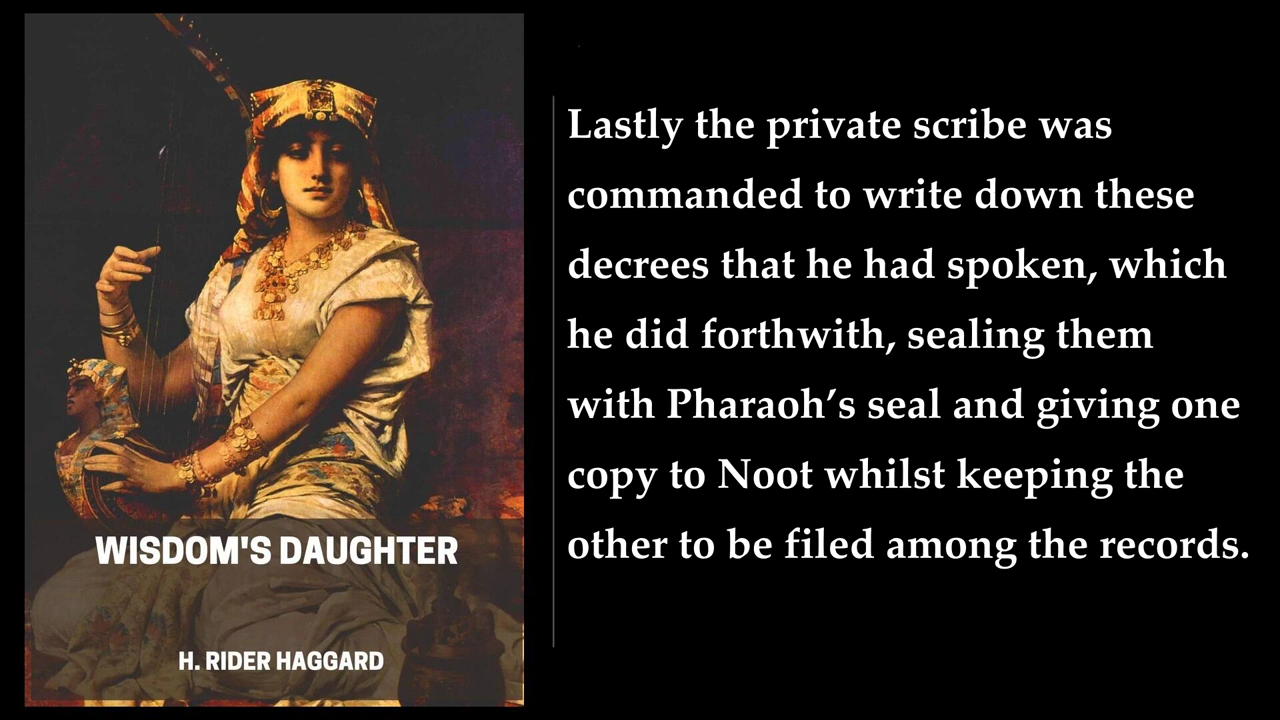 WISDOM'S DAUGHTER
H. RIDER HAGGARD
Lastly the private scribe was
commanded to write down these
decrees that he had spoken, which
he did forthwith, sealing them
with Pharaoh’s seal and giving one
copy to Noot whilst keeping the
other to be filed among the records.